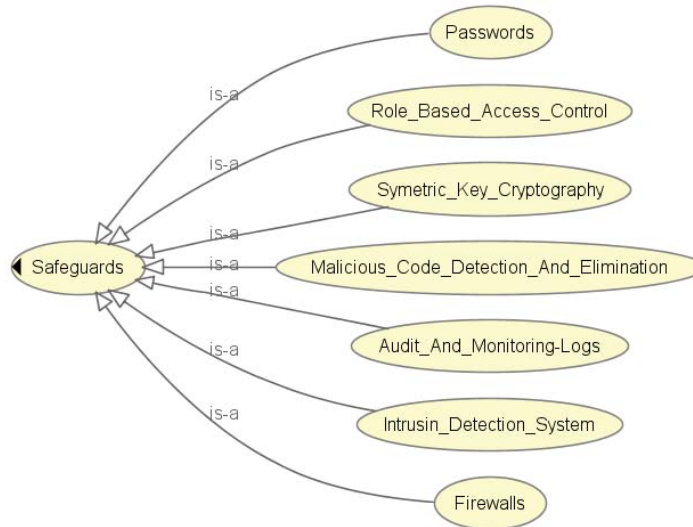 Passwords
is-a
Role_Based_Access_Control
is-a
Symetric_Key_Cryptography
is-a
Safeguards
is-a
Malicious_Code_Detection_And_Elimination
is-a
Audit_And_Monitoring-Logs
is-a
Intrusin_Detection_System
is-a
Firewalls